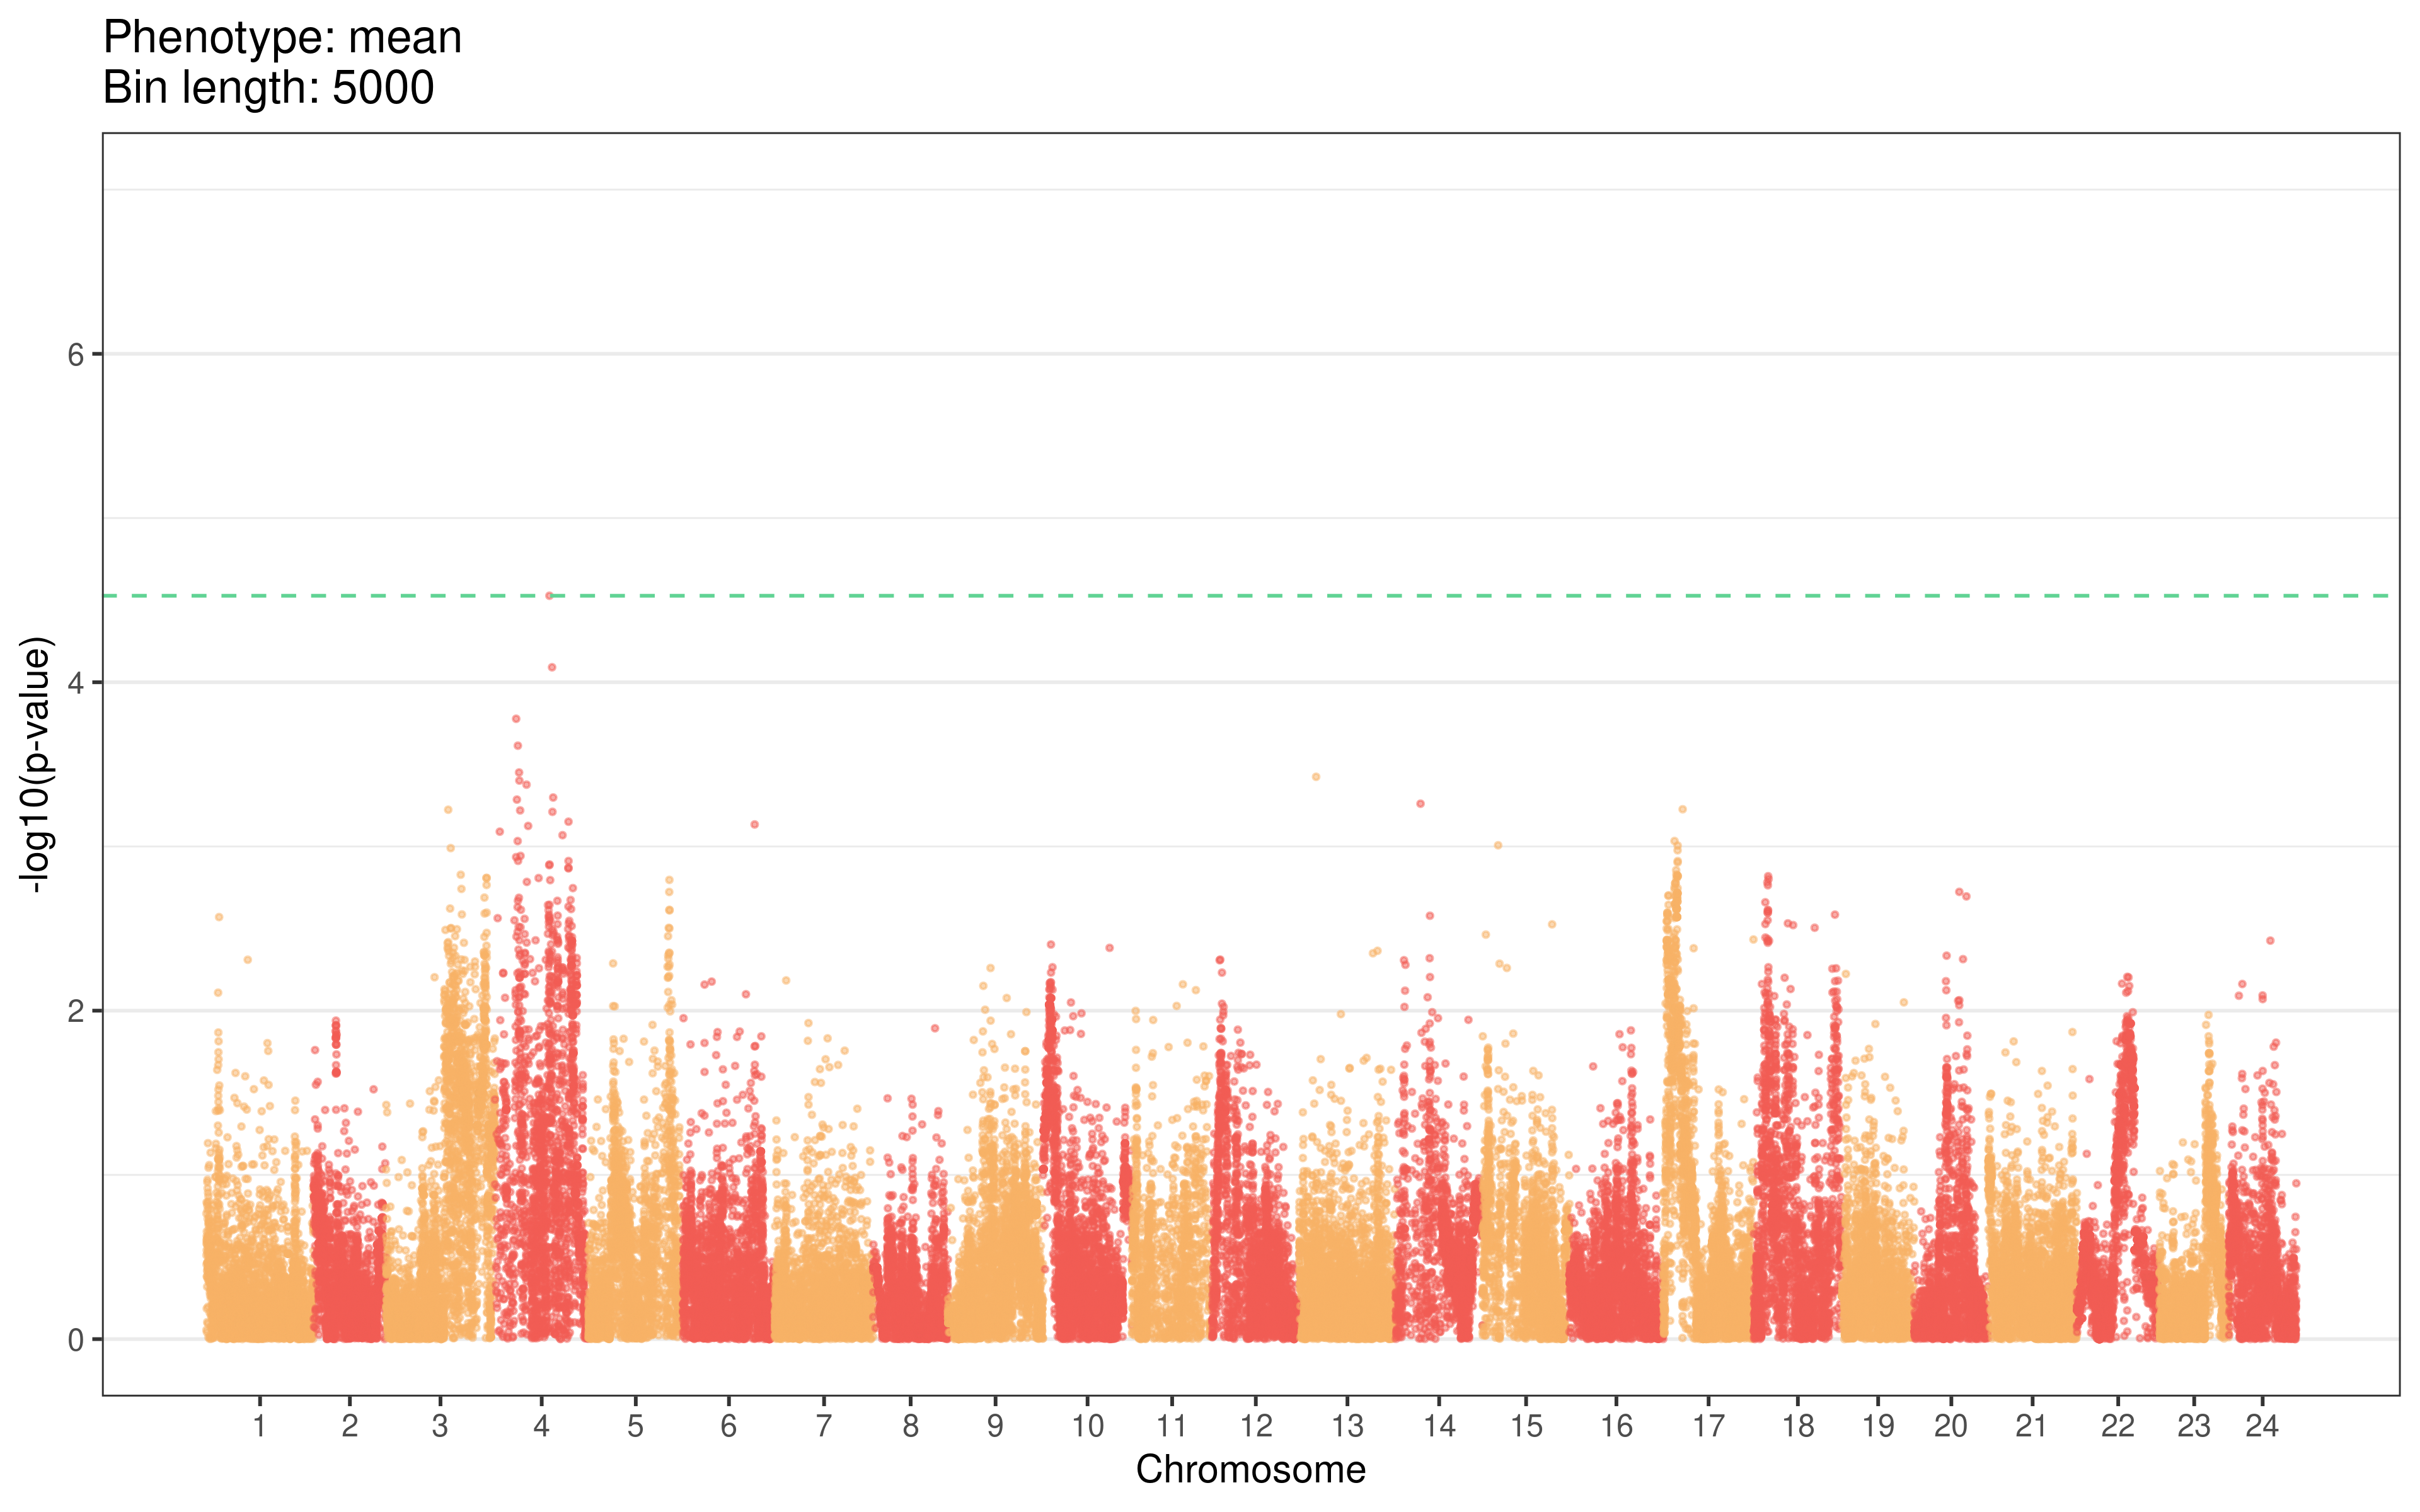 Phenotype: mean
Bin length: 5000
6
4
2
0
-log10(p-value)
1 2 3 4 5 6 7 8 9 10 11 12 13 14 15 16 17 18 19 20 21 22 23 24
Chromosome